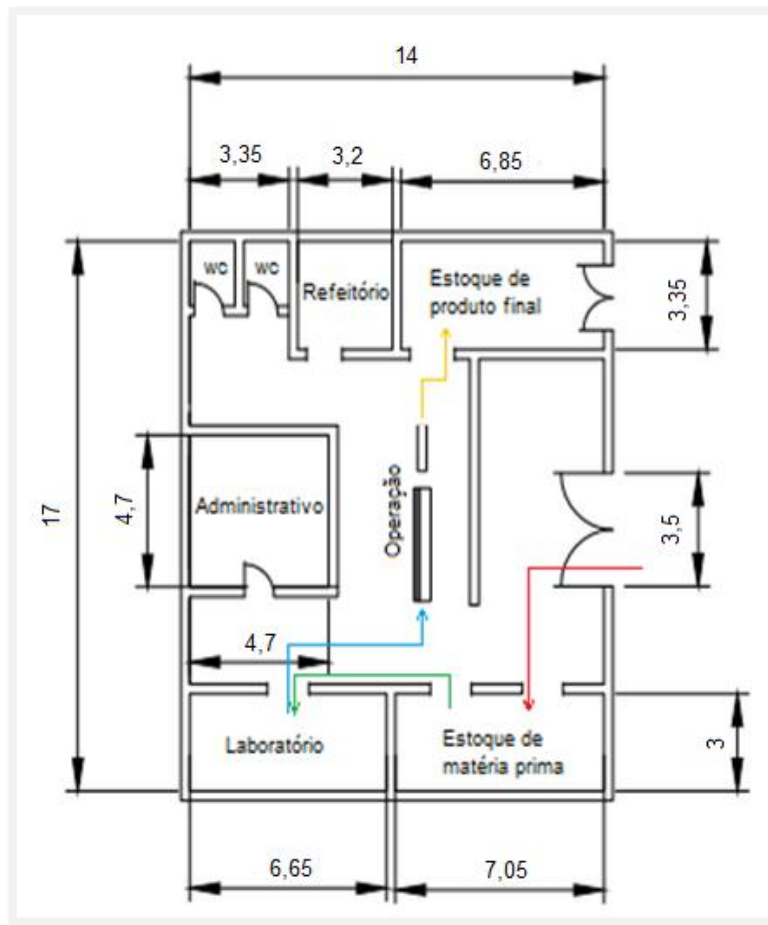 14
3,35
3,2
6,85
wc
wc
Refeitório
Estoque de
produto final
3,35
17
4,7
Administrativo
Operação
3,5
4,7
Laboratório
Estoque de
matéria prima
3
6,65
7,05